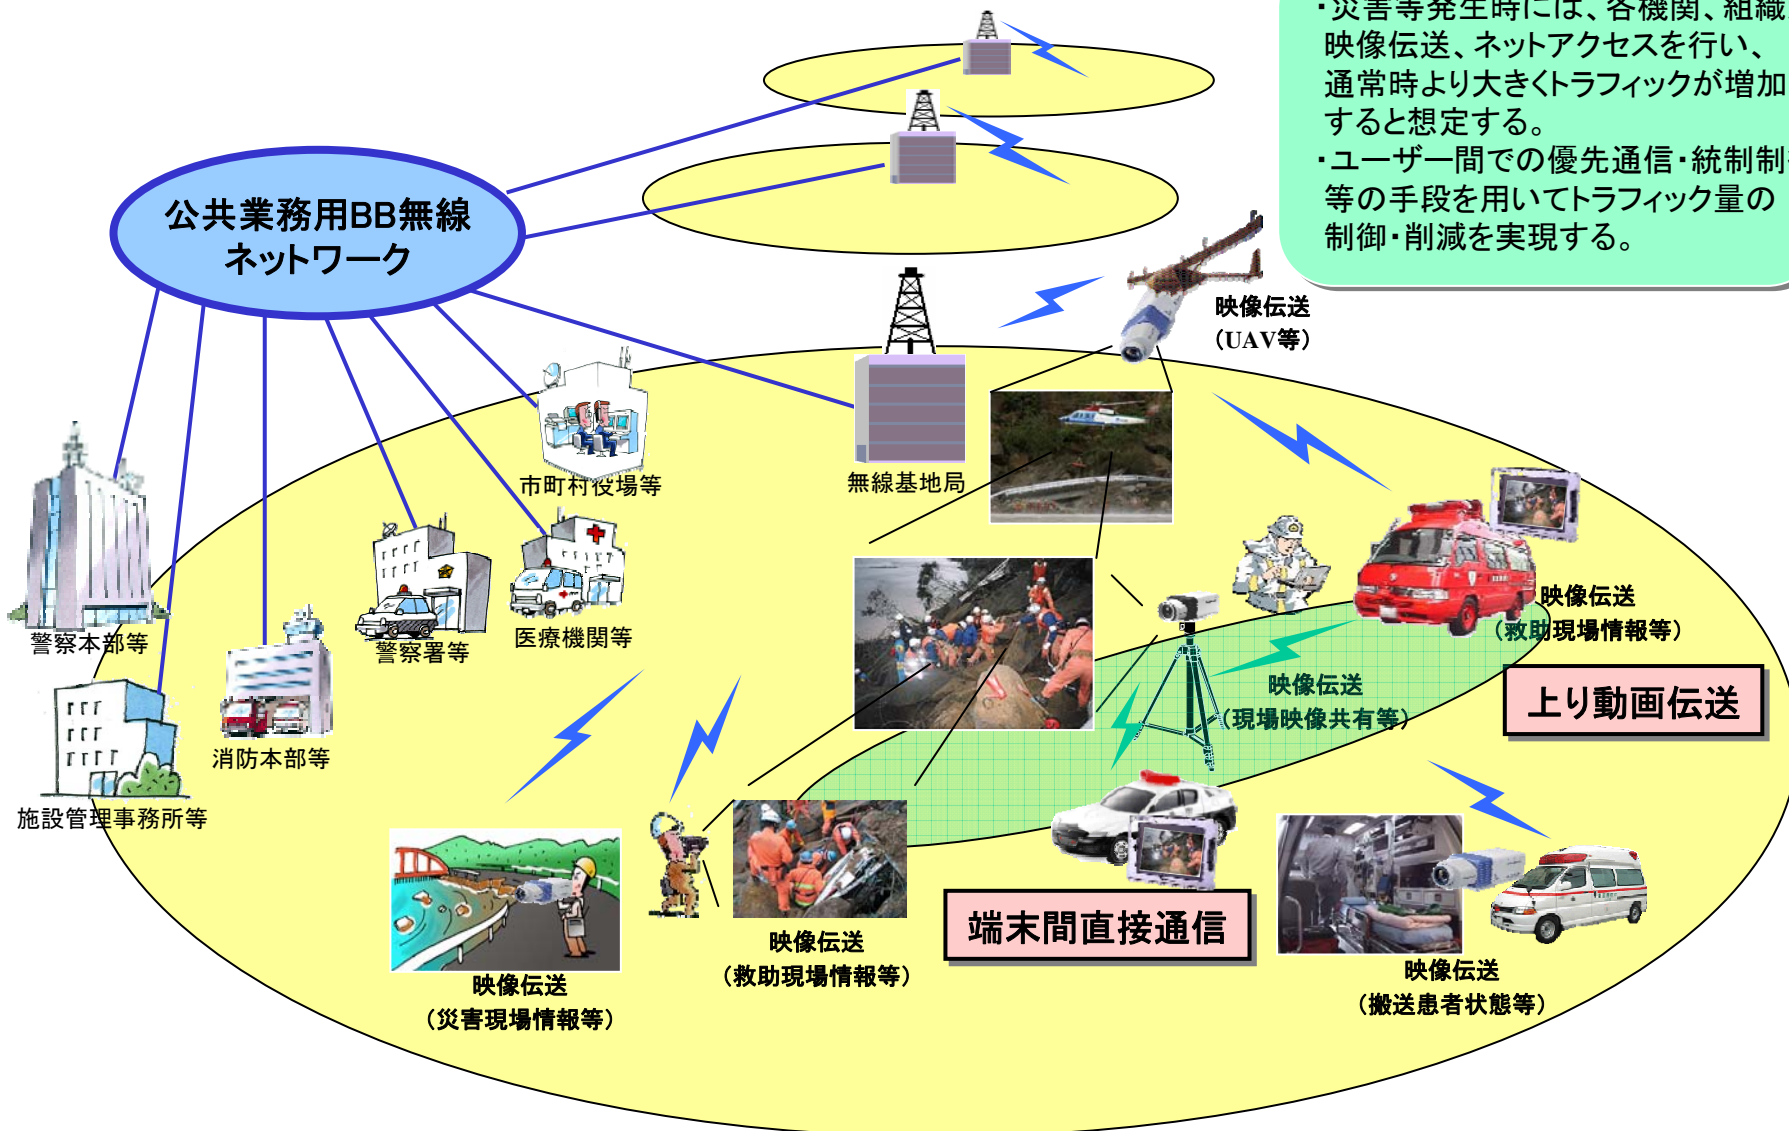 ・災害等発生時には、各機関、組織
映像伝送、ネットアクセスを行い、
通常時より大きくトラフィックが増加
すると想定する。
・ユーザー間での優先通信・統制制
等の手段を用いてトラフィック量の
制御・削減を実現する。
公共業務用BB無線
ネットワーク
映像伝送
（UAV等）
市町村役場等
無線基地局
警察本部等
警察署等
医療機関等
映像伝送
（救助現場情報等）
映像伝送
（現場映像共有等）
上り動画伝送
消防本部等
施設管理事務所等
端末間直接通信
映像伝送
（救助現場情報等）
映像伝送
（災害現場情報等）
映像伝送
（搬送患者状態等）